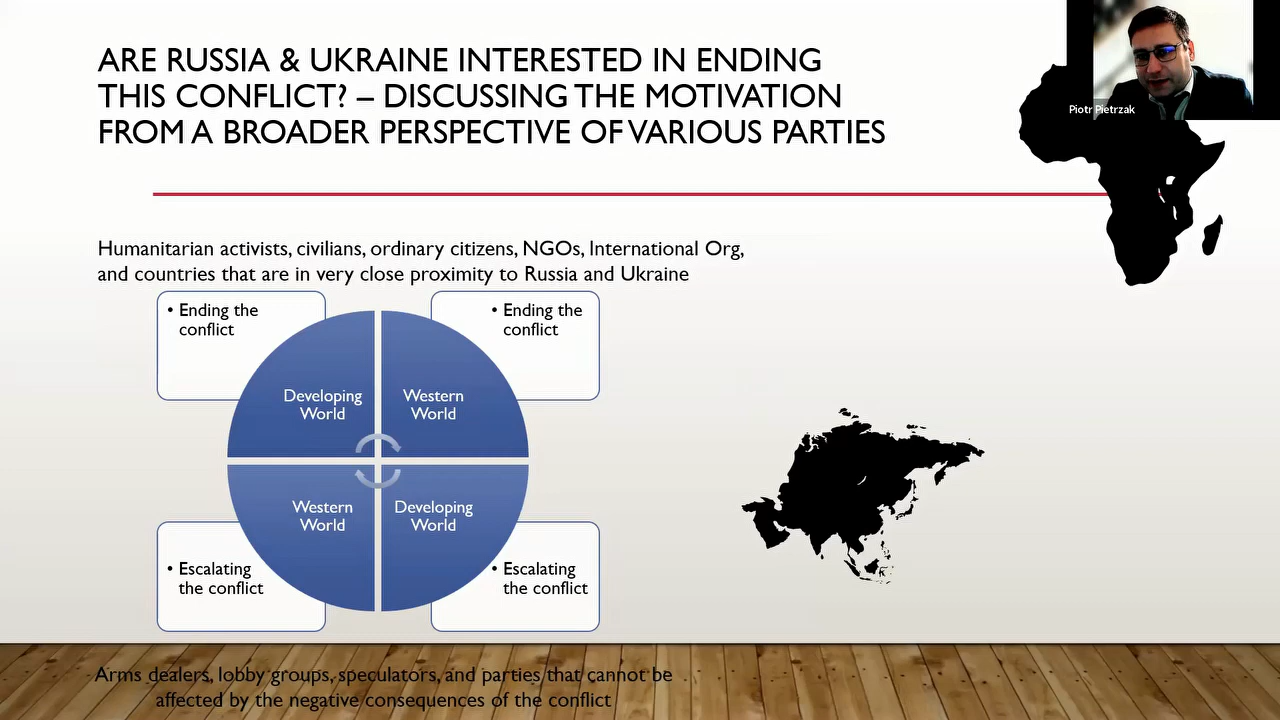 ARE RUSSIA & UKRAINE INTERESTED IN ENDING
THIS CONFLICT? – DISCUSSING THE MOTIVATION
FROM A BROADER PERSPECTIVE OF VARIOUS PARTIES
Piotr Pietrzak
Humanitarian activists, civilians, ordinary citizens, NGOs, International Org,
and countries that are in very close proximity to Russia and Ukraine
• Ending the
conflict
• Ending the
conflict
Developing
World
Western
World
Western
World
Developing
World
• Escalating
the conflict
• Escalating
the conflict
Arms dealers, lobby groups, speculators, and parties that cannot be
affected by the negative consequences of the conflict